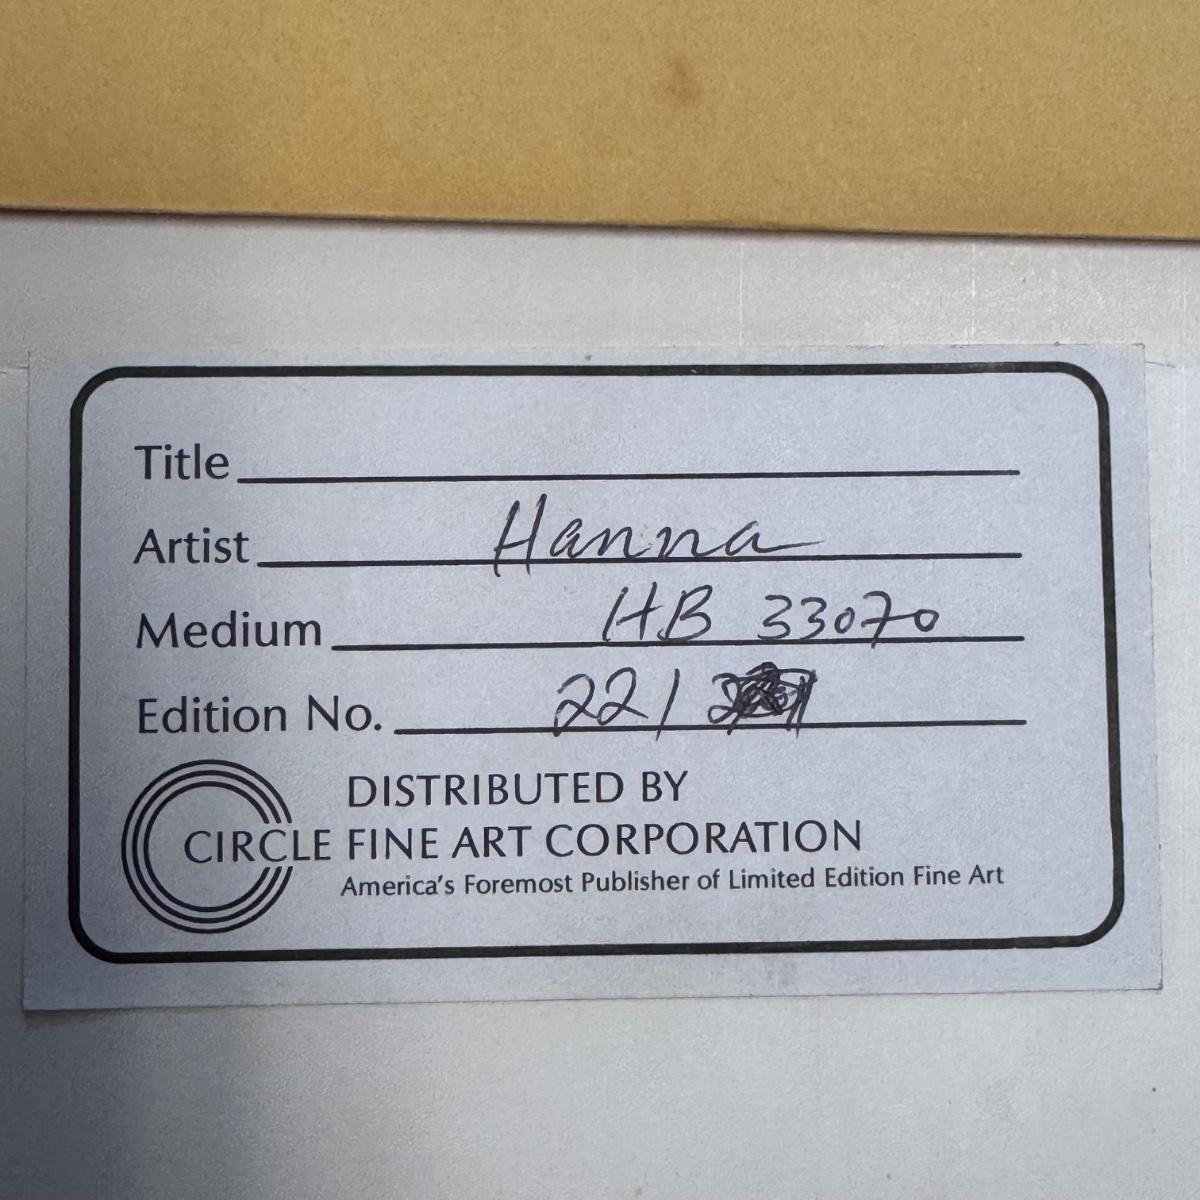 Title
Artist Hanna
Medium HB 33070
Edition No. 22/
DISTRIBUTED BY
CIRCLE FINE ART CORPORATION
America's Foremost Publisher of Limited Edition Fine Art